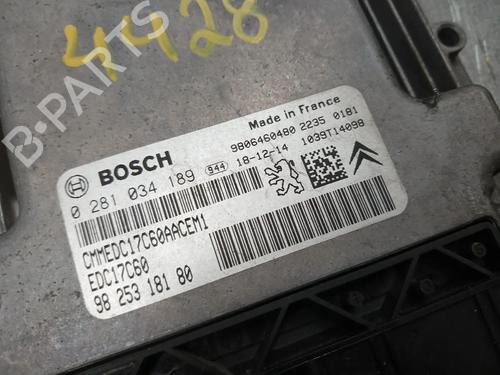 4428
B-PARTS
Made in France
BOSCH
9806460480 2235 0181
0 281 034 189 944 18-12-14 1039T14098
CMMEDC17C60AACEM1
EDC17C60
98 253 181 80